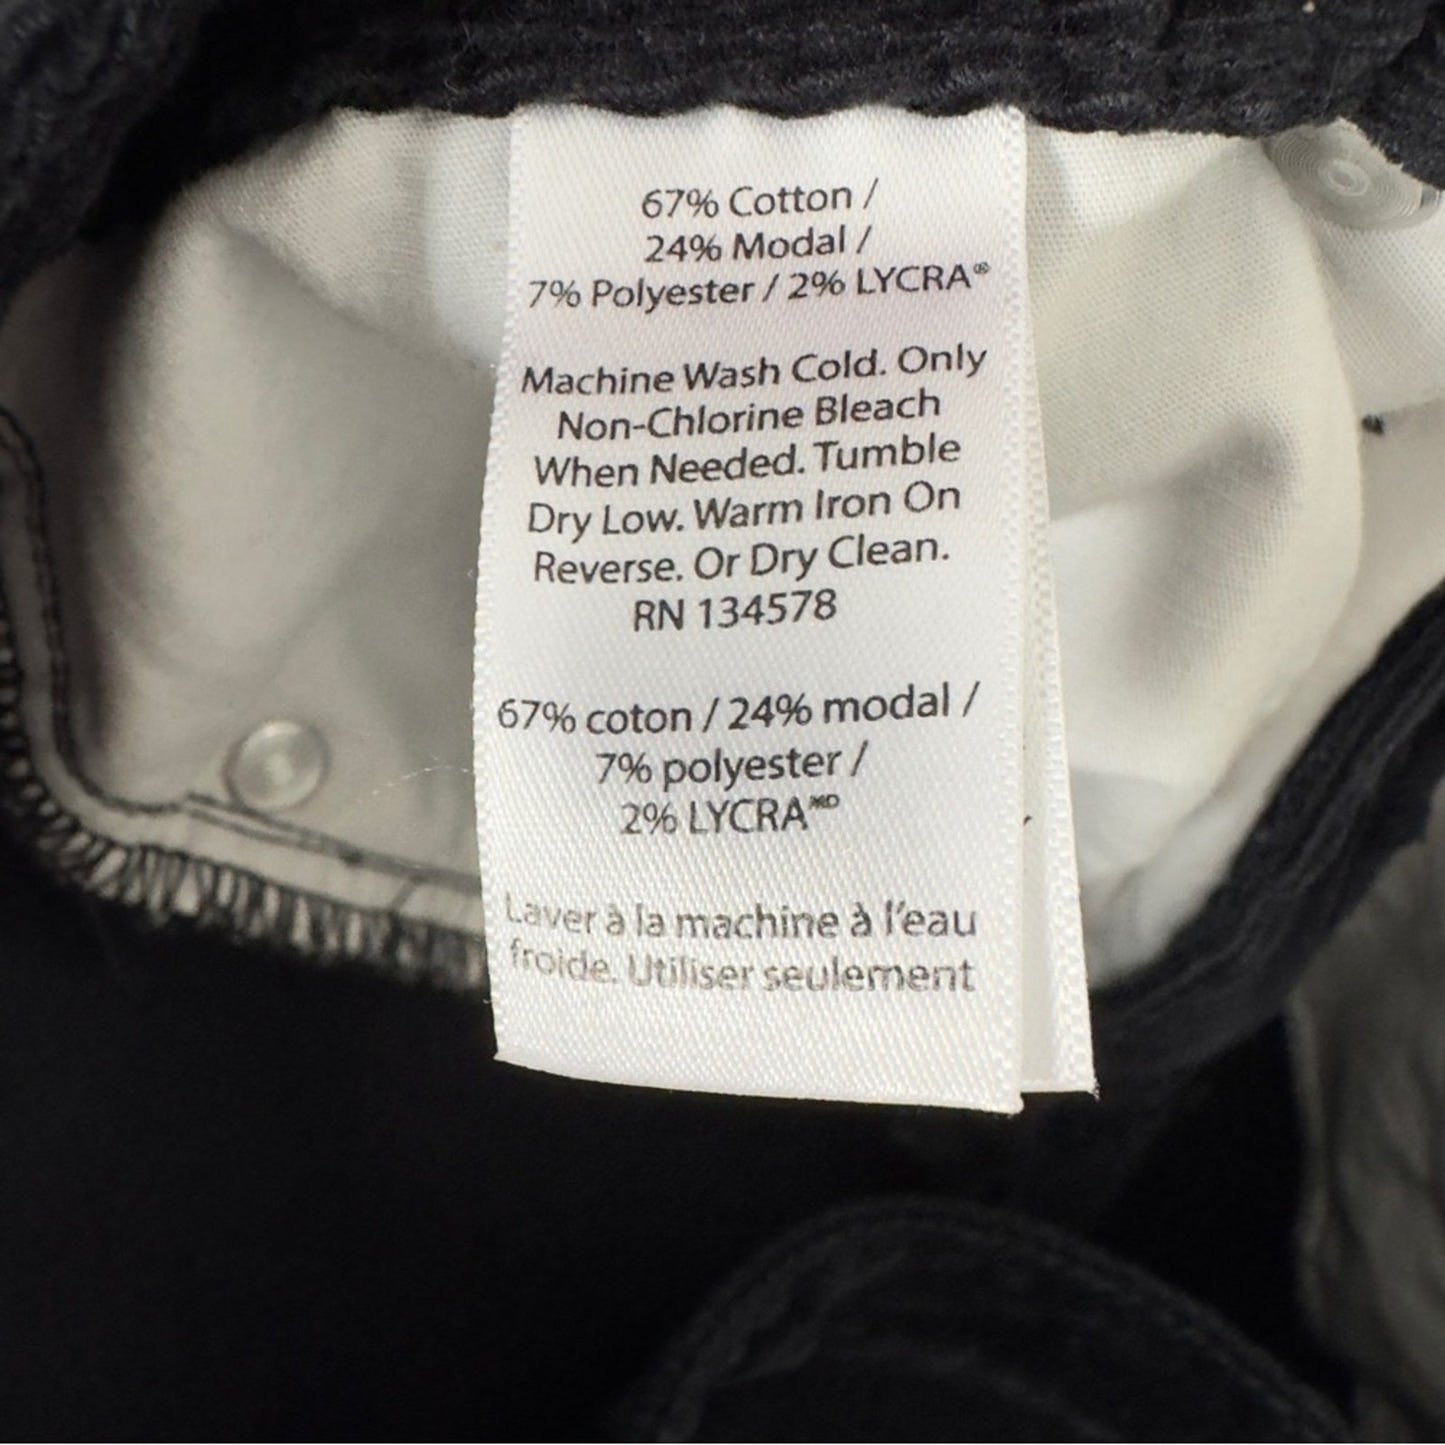 67% Cotton /
24% Modal /
7% Polyester / 2% LYCRA®
Machine Wash Cold. Only
Non-Chlorine Bleach
When Needed. Tumble
Dry Low. Warm Iron On
Reverse. Or Dry Clean.
RN 134578
67% coton / 24% modal /
7% polyester /
2% LYCRAᴹᴰ
Laver à la machine à l'eau
froide. Utiliser seulement